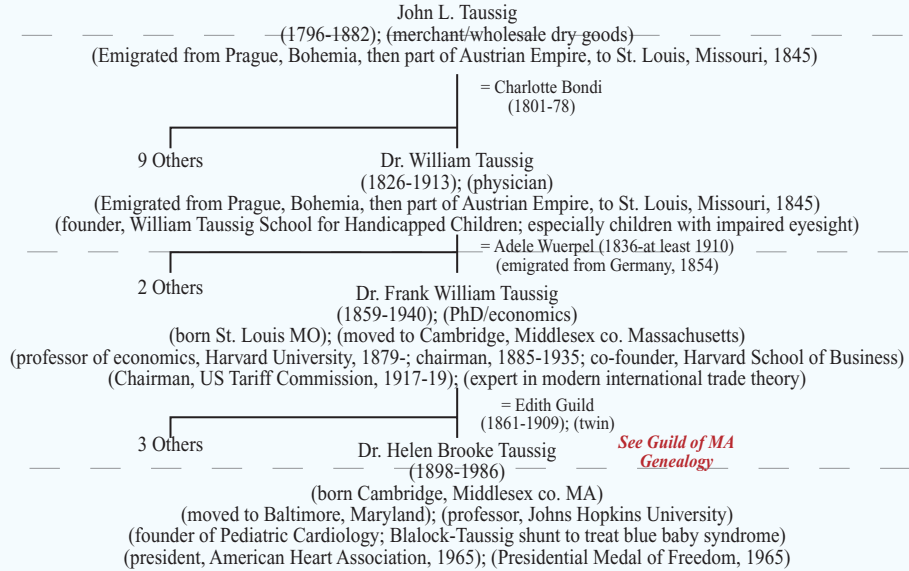 John L. Taussig
(1796-1882); (merchant/wholesale dry goods)
(Emigrated from Prague, Bohemia, then part of Austrian Empire, to St. Louis, Missouri, 1845)
= Charlotte Bondi
(1801-78)
9 Others
Dr. William Taussig
(1826-1913); (physician)
(Emigrated from Prague, Bohemia, then part of Austrian Empire, to St. Louis, Missouri, 1845)
(founder, William Taussig School for Handicapped Children; especially children with impaired eyesight)
= Adele Wuerpel (1836-at least 1910)
(emigrated from Germany, 1854)
2 Others
Dr. Frank William Taussig
(1859-1940); (PhD/economics)
(born St. Louis MO); (moved to Cambridge, Middlesex co. Massachusetts)
(professor of economics, Harvard University, 1879-; chairman, 1885-1935; co-founder, Harvard School of Business)
(Chairman, US Tariff Commission, 1917-19); (expert in modern international trade theory)
= Edith Guild
(1861-1909); (twin)
3 Others
See Guild of MA
Genealogy
Dr. Helen Brooke Taussig
(1898-1986)
(born Cambridge, Middlesex co. MA)
(moved to Baltimore, Maryland); (professor, Johns Hopkins University)
(founder of Pediatric Cardiology; Blalock-Taussig shunt to treat blue baby syndrome)
(president, American Heart Association, 1965); (Presidential Medal of Freedom, 1965)